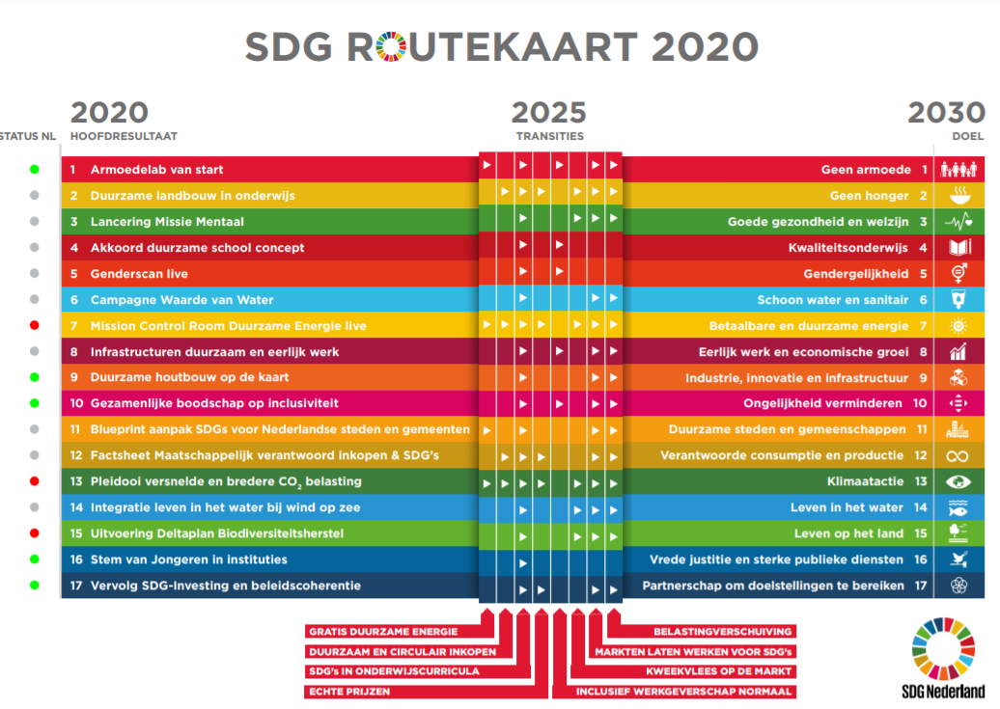 SDG ROUTEKAART 2020
2020 2025 2030
STATUS NL HOOFDRESULTAAT TRANSITIES DOEL
1 Armoedelab van start Geen armoede 1
2 Duurzame landbouw in onderwijs Geen honger 2
3 Lancering Missie Mentaal Goede gezondheid en welzijn 3
4 Akkoord duurzame school concept Kwaliteitsonderwijs 4
5 Genderscan live Gendergelijkheid 5
6 Campagne Waarde van Water Schoon water en sanitair 6
7 Mission Control Room Duurzame Energie live Betaalbare en duurzame energie 7
8 Infrastructuren duurzaam en eerlijk werk Eerlijk werk en economische groei 8
9 Duurzame houtbouw op de kaart Industrie, innovatie en infrastructuur 9
10 Gezamenlijke boodschap op inclusiviteit Ongelijkheid verminderen 10
11 Blueprint aanpak SDGs voor Nederlandse steden en gemeenten Duurzame steden en gemeenschappen 11
12 Factsheet Maatschappelijk verantwoord inkopen & SDG's Verantwoorde consumptie en productie 12
13 Pleidooi versnelde en bredere CO₂ belasting Klimaatactie 13
14 Integratie leven in het water bij wind op zee Leven in het water 14
15 Uitvoering Deltaplan Biodiversiteitsherstel Leven op het land 15
16 Stem van Jongeren in instituties Vrede justitie en sterke publieke diensten 16
17 Vervolg SDG-Investing en beleidscoherentie Partnerschap om doelstellingen te bereiken 17
GRATIS DUURZAME ENERGIE BELASTINGVERSCHUIVING
DUURZAAM EN CIRCULAIR INKOPEN MARKTEN LATEN WERKEN VOOR SDG's
SDG's IN ONDERWIJSCURRICULA KWEEKVLEES OP DE MARKT
ECHTE PRIJZEN INCLUSIEF WERKGEVERSCHAP NORMAAL
SDG Nederland